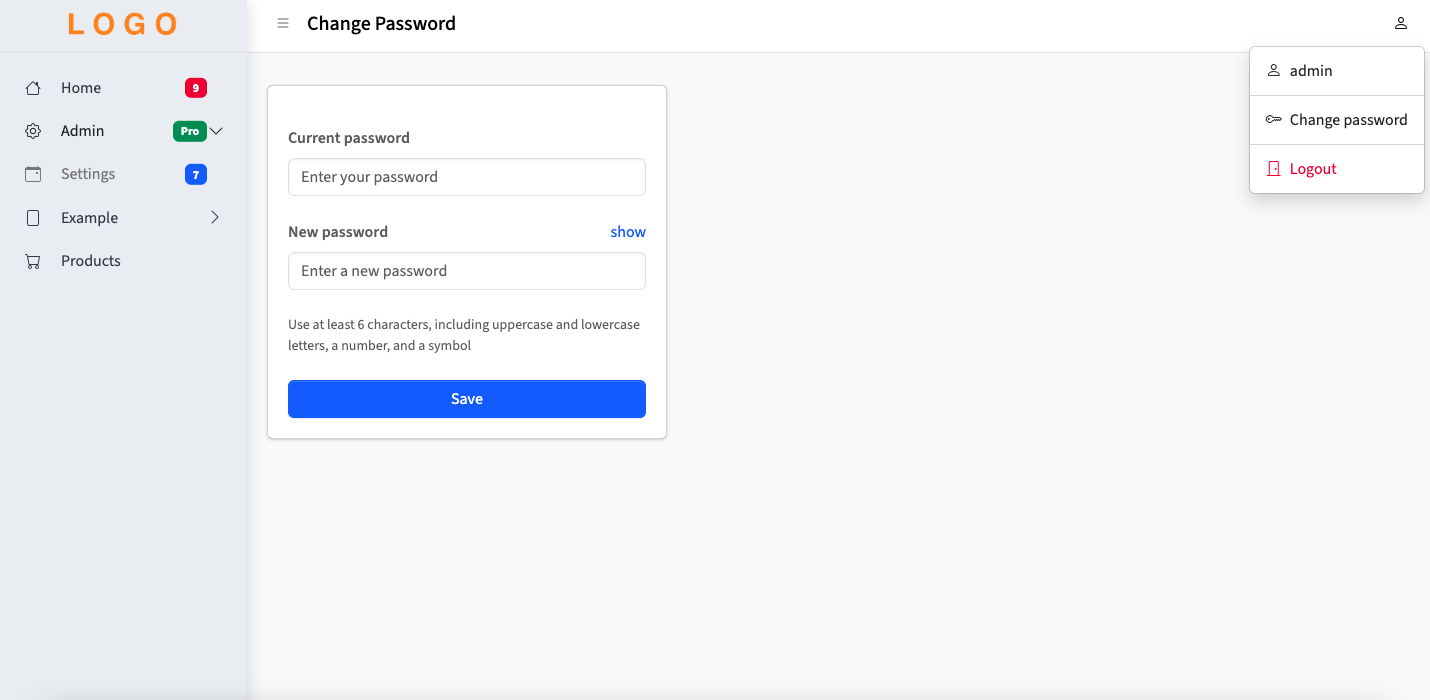 LOGO
Change Password
Home 9
Admin Pro
Settings 7
Example
Products
Current password
Enter your password
New password show
Enter a new password
Use at least 6 characters, including uppercase and lowercase
letters, a number, and a symbol
Save
admin
Change password
Logout